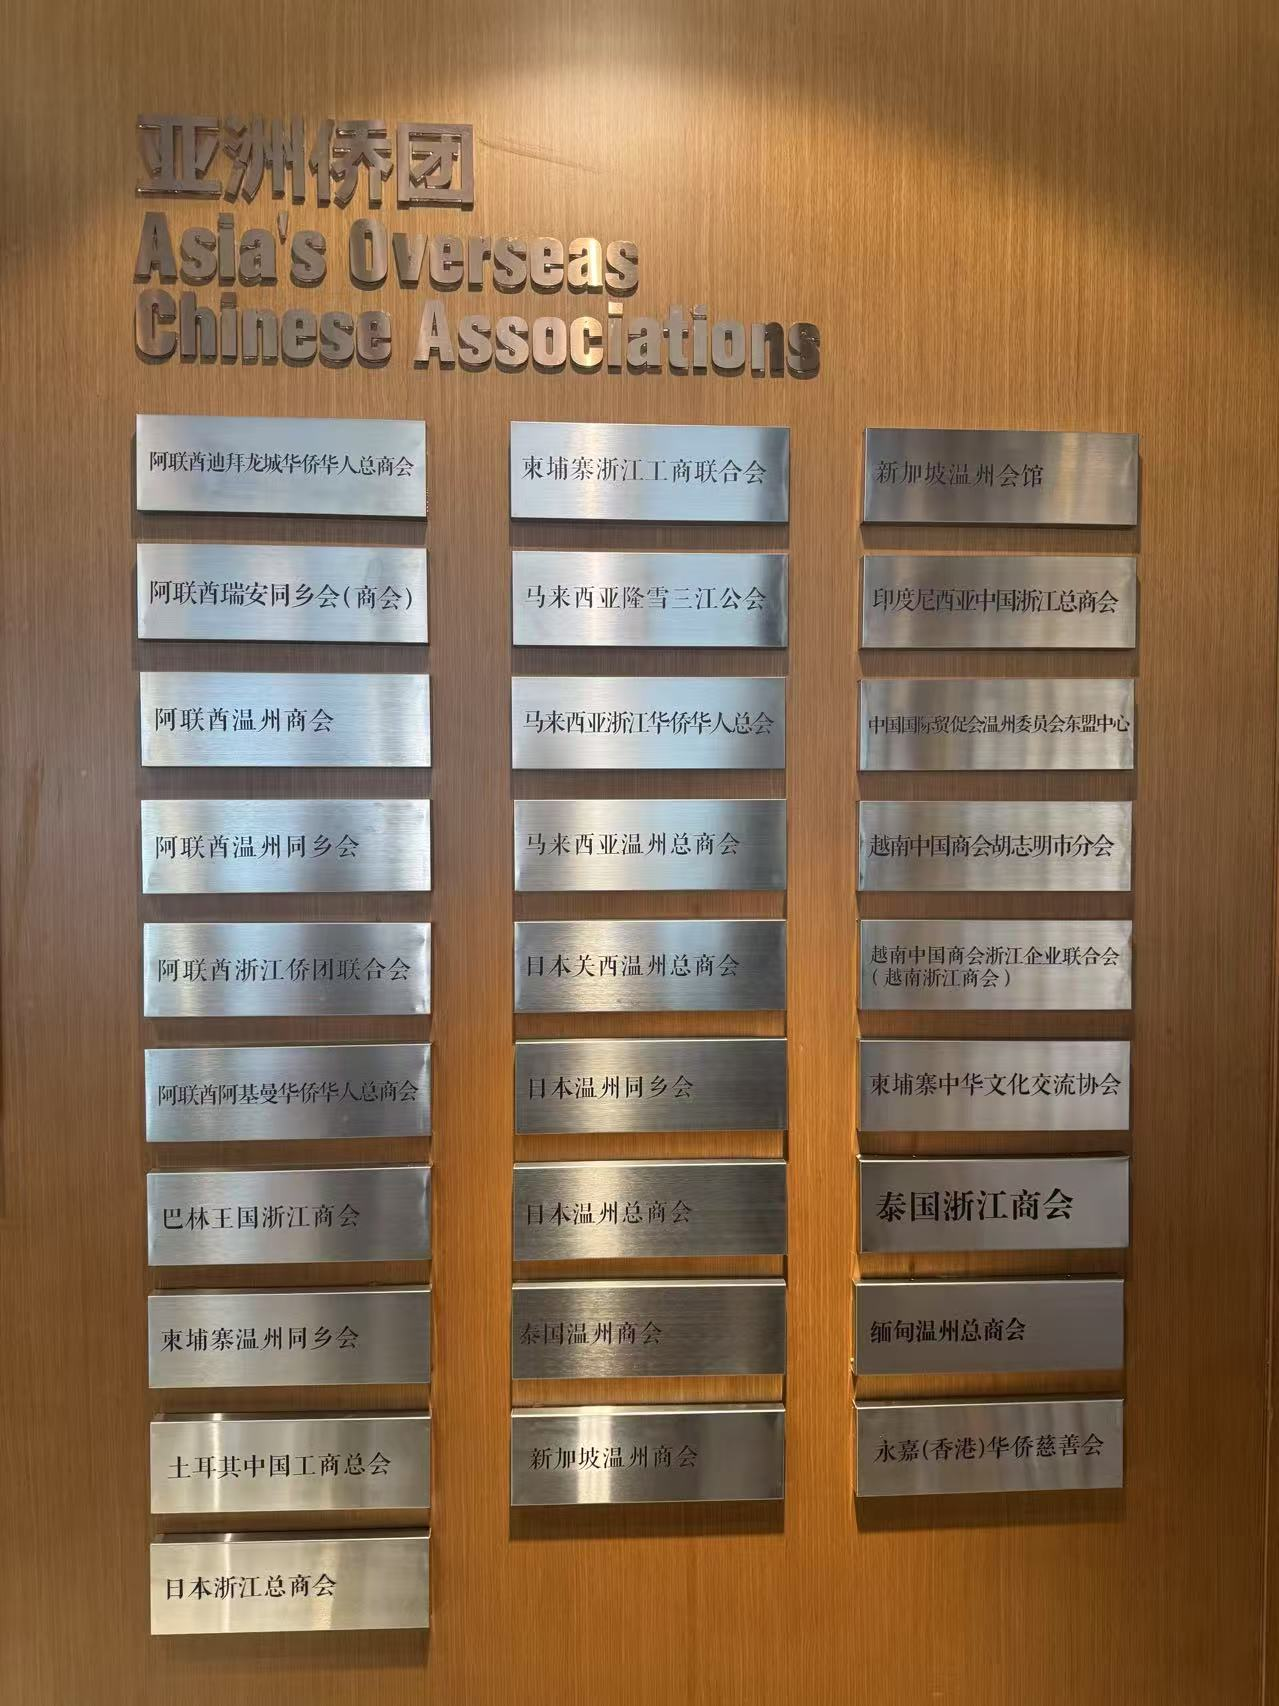 亚洲侨团
Asia's Overseas
Chinese Associations
阿联酋迪拜龙城华侨华人总商会
阿联酋瑞安同乡会(商会)
阿联酋温州商会
阿联酋温州同乡会
阿联酋浙江侨团联合会
阿联酋阿基曼华侨华人总商会
巴林王国浙江商会
柬埔寨温州同乡会
土耳其中国工商总会
日本浙江总商会
柬埔寨浙江工商联合会
马来西亚隆雪三江公会
马来西亚浙江华侨华人总会
马来西亚温州总商会
日本关西温州总商会
日本温州同乡会
日本温州总商会
泰国温州商会
新加坡温州商会
新加坡温州会馆
印度尼西亚中国浙江总商会
中国国际贸促会温州委员会东盟中心
越南中国商会胡志明市分会
越南中国商会浙江企业联合会
(越南浙江商会)
柬埔寨中华文化交流协会
泰国浙江商会
缅甸温州总商会
永嘉(香港)华侨慈善会